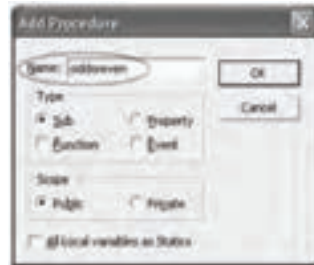 Add Procedure
Name: oddoreven
OK
Cancel
Type
Sub
Property
Function
Event
Scope
Public
Private
All Local variables as Statics